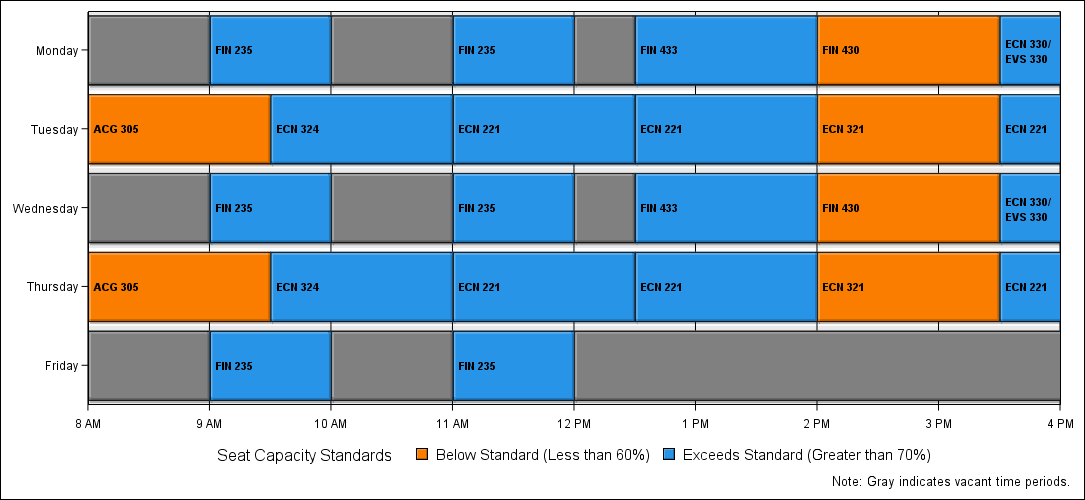 Monday
FIN 235
FIN 235
FIN 433
FIN 430
ECN 330/
EVS 330
Tuesday
ACG 305
ECN 324
ECN 221
ECN 221
ECN 321
ECN 221
Wednesday
FIN 235
FIN 235
FIN 433
FIN 430
ECN 330/
EVS 330
Thursday
ACG 305
ECN 324
ECN 221
ECN 221
ECN 321
ECN 221
Friday
FIN 235
FIN 235
8 AM 9 AM 10 AM 11 AM 12 PM 1 PM 2 PM 3 PM 4 PM
Seat Capacity Standards Below Standard (Less than 60%) Exceeds Standard (Greater than 70%)
Note: Gray indicates vacant time periods.